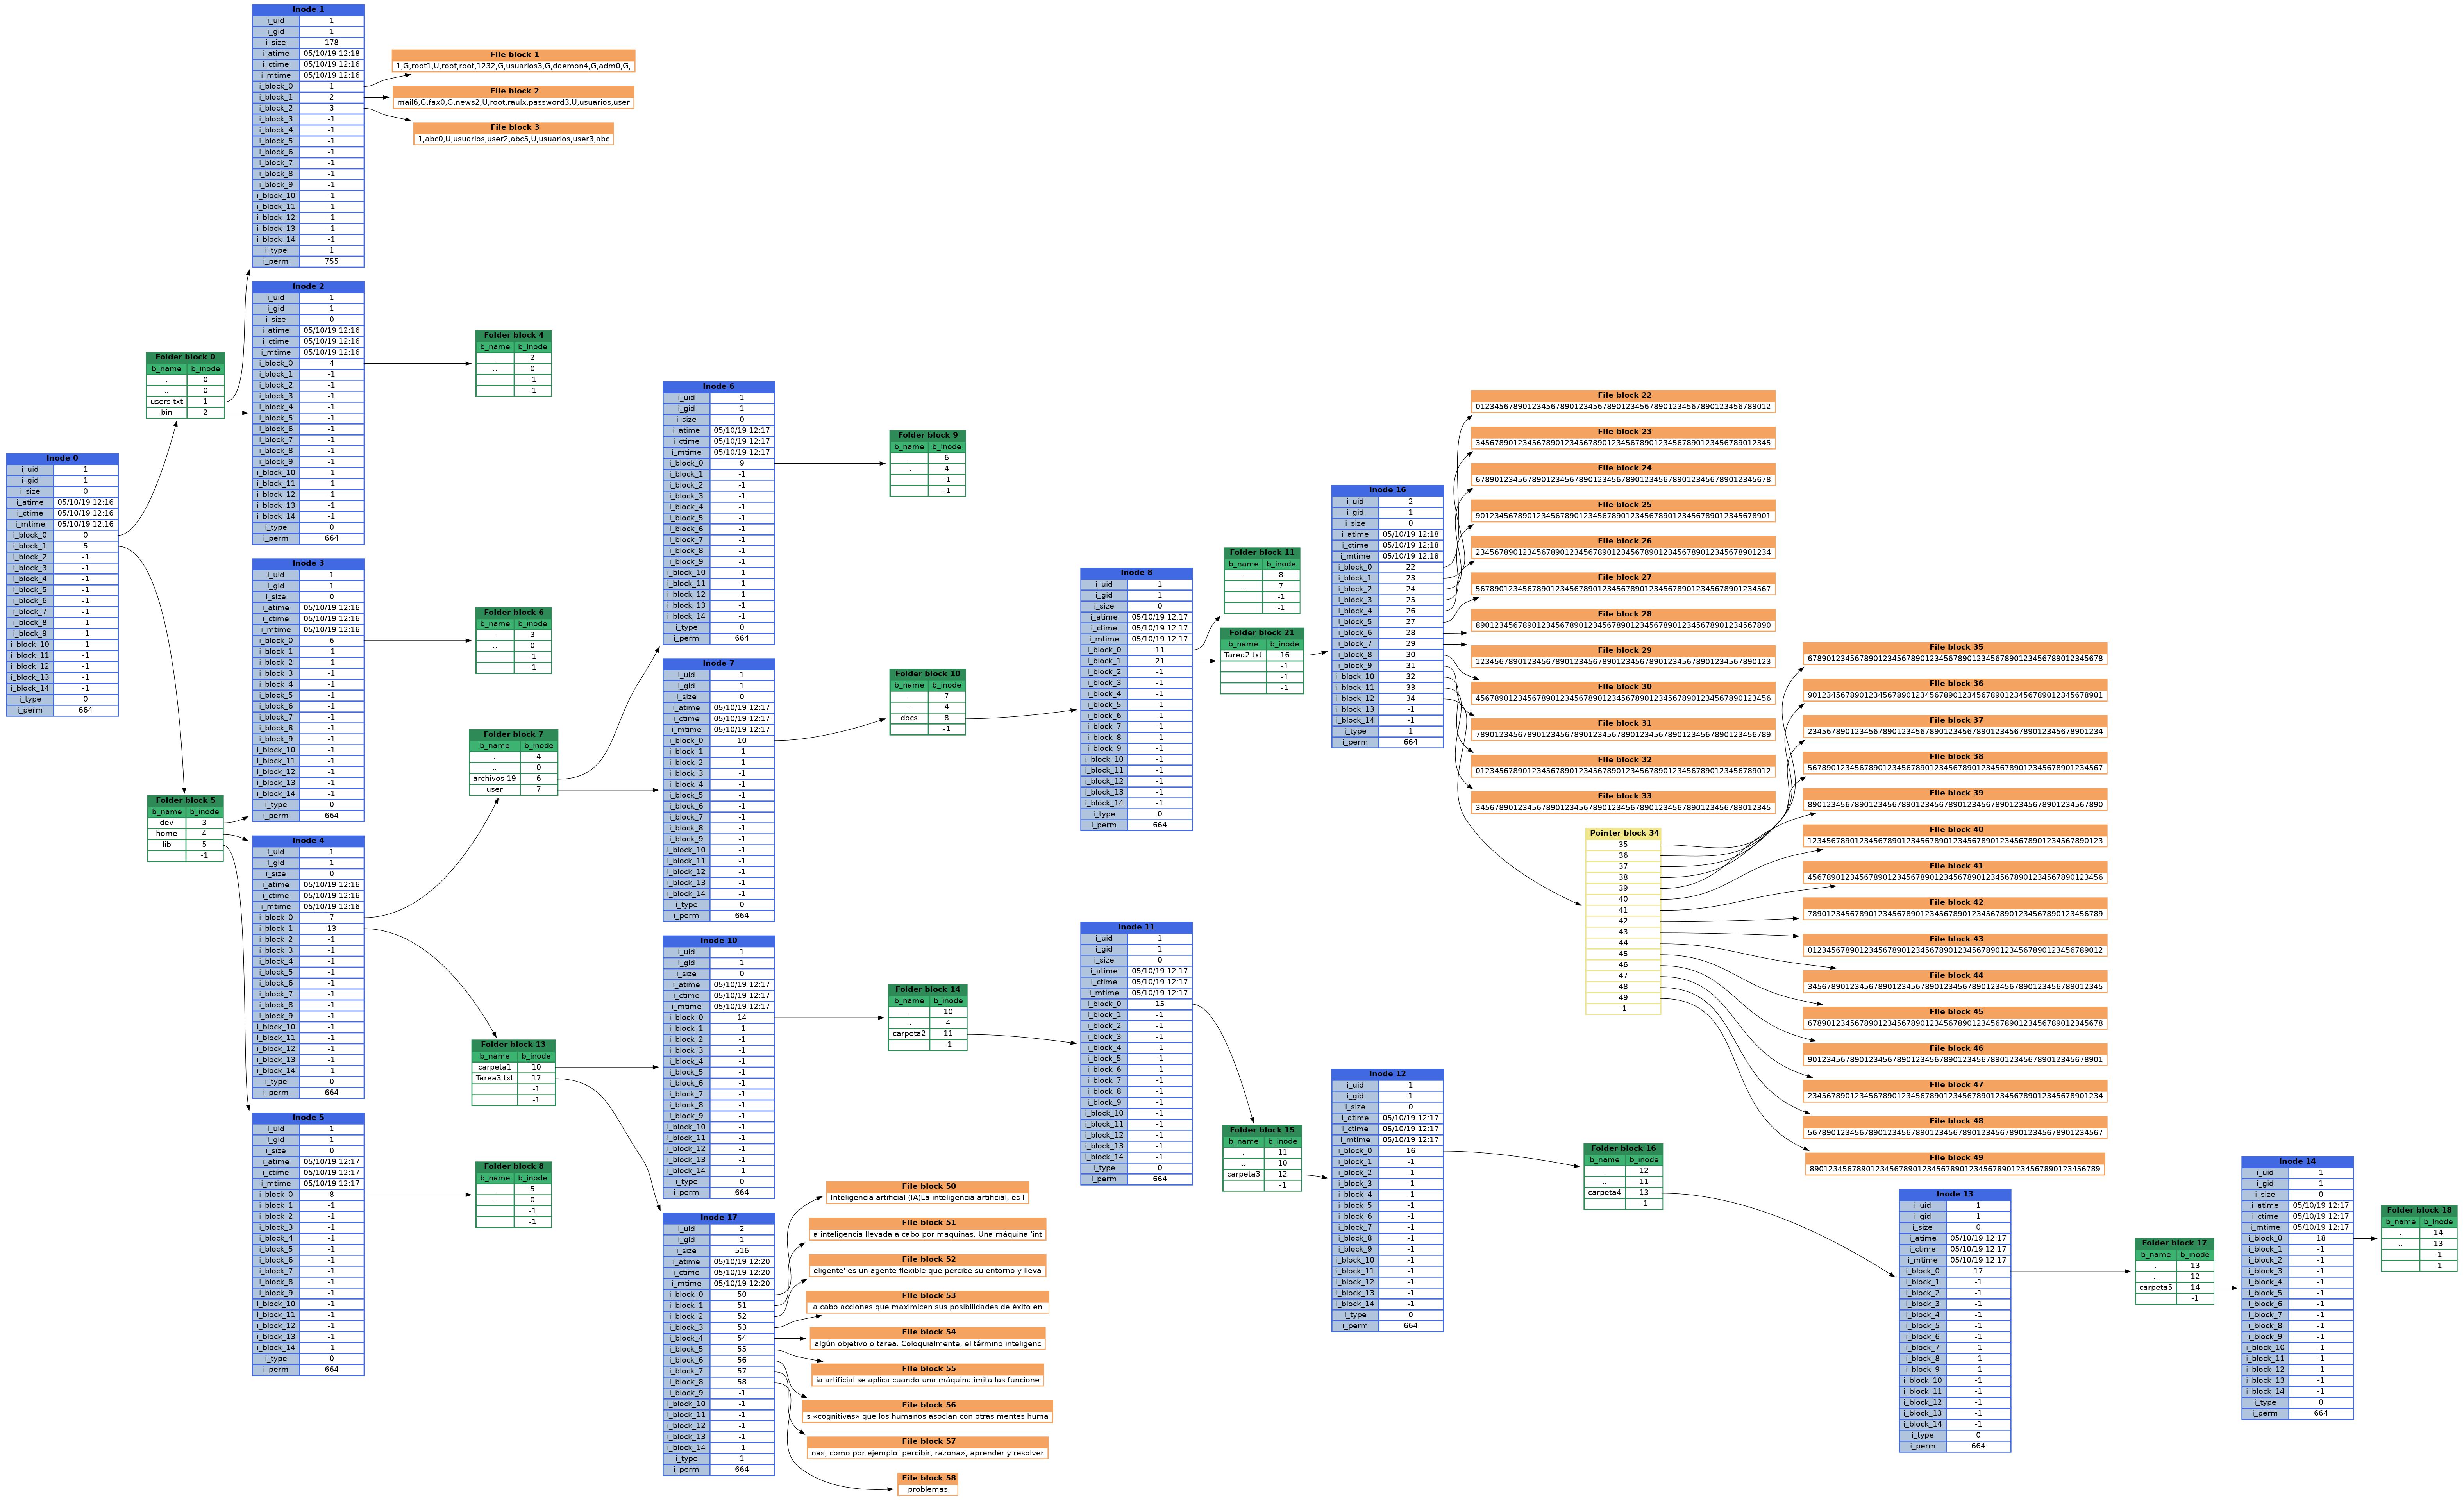 Inode 0
i_uid 1
i_gid 1
i_size 0
i_atime 05/10/19 12:16
i_ctime 05/10/19 12:16
i_mtime 05/10/19 12:16
i_block_0 0
i_block_1 5
i_block_2 -1
i_block_3 -1
i_block_4 -1
i_block_5 -1
i_block_6 -1
i_block_7 -1
i_block_8 -1
i_block_9 -1
i_block_10 -1
i_block_11 -1
i_block_12 -1
i_block_13 -1
i_block_14 -1
i_type 0
i_perm 664
Folder block 0
b_name b_inode
. 0
.. 0
users.txt 1
bin 2
Folder block 5
b_name b_inode
dev 3
home 4
lib 5
-1
Inode 1
i_uid 1
i_gid 1
i_size 178
i_atime 05/10/19 12:18
i_ctime 05/10/19 12:16
i_mtime 05/10/19 12:16
i_block_0 1
i_block_1 2
i_block_2 3
i_block_3 -1
i_block_4 -1
i_block_5 -1
i_block_6 -1
i_block_7 -1
i_block_8 -1
i_block_9 -1
i_block_10 -1
i_block_11 -1
i_block_12 -1
i_block_13 -1
i_block_14 -1
i_type 1
i_perm 755
File block 1
1,G,root1,U,root,root,1232,G,usuarios3,G,daemon4,G,adm0,G,
File block 2
mail6,G,fax0,G,news2,U,root,raulx,password3,U,usuarios,user
File block 3
1,abc0,U,usuarios,user2,abc5,U,usuarios,user3,abc
Inode 2
i_uid 1
i_gid 1
i_size 0
i_atime 05/10/19 12:16
i_ctime 05/10/19 12:16
i_mtime 05/10/19 12:16
i_block_0 4
i_block_1 -1
i_block_2 -1
i_block_3 -1
i_block_4 -1
i_block_5 -1
i_block_6 -1
i_block_7 -1
i_block_8 -1
i_block_9 -1
i_block_10 -1
i_block_11 -1
i_block_12 -1
i_block_13 -1
i_block_14 -1
i_type 0
i_perm 664
Folder block 4
b_name b_inode
. 2
.. 0
-1
-1
Inode 3
i_uid 1
i_gid 1
i_size 0
i_atime 05/10/19 12:16
i_ctime 05/10/19 12:16
i_mtime 05/10/19 12:16
i_block_0 6
i_block_1 -1
i_block_2 -1
i_block_3 -1
i_block_4 -1
i_block_5 -1
i_block_6 -1
i_block_7 -1
i_block_8 -1
i_block_9 -1
i_block_10 -1
i_block_11 -1
i_block_12 -1
i_block_13 -1
i_block_14 -1
i_type 0
i_perm 664
Folder block 6
b_name b_inode
. 3
.. 0
-1
-1
Inode 4
i_uid 1
i_gid 1
i_size 0
i_atime 05/10/19 12:16
i_ctime 05/10/19 12:16
i_mtime 05/10/19 12:16
i_block_0 7
i_block_1 13
i_block_2 -1
i_block_3 -1
i_block_4 -1
i_block_5 -1
i_block_6 -1
i_block_7 -1
i_block_8 -1
i_block_9 -1
i_block_10 -1
i_block_11 -1
i_block_12 -1
i_block_13 -1
i_block_14 -1
i_type 0
i_perm 664
Folder block 7
b_name b_inode
. 4
.. 0
archivos 19 6
user 7
Folder block 13
b_name b_inode
carpeta1 10
Tarea3.txt 17
-1
-1
Inode 5
i_uid 1
i_gid 1
i_size 0
i_atime 05/10/19 12:17
i_ctime 05/10/19 12:17
i_mtime 05/10/19 12:17
i_block_0 8
i_block_1 -1
i_block_2 -1
i_block_3 -1
i_block_4 -1
i_block_5 -1
i_block_6 -1
i_block_7 -1
i_block_8 -1
i_block_9 -1
i_block_10 -1
i_block_11 -1
i_block_12 -1
i_block_13 -1
i_block_14 -1
i_type 0
i_perm 664
Folder block 8
b_name b_inode
. 5
.. 0
-1
-1
Inode 6
i_uid 1
i_gid 1
i_size 0
i_atime 05/10/19 12:17
i_ctime 05/10/19 12:17
i_mtime 05/10/19 12:17
i_block_0 9
i_block_1 -1
i_block_2 -1
i_block_3 -1
i_block_4 -1
i_block_5 -1
i_block_6 -1
i_block_7 -1
i_block_8 -1
i_block_9 -1
i_block_10 -1
i_block_11 -1
i_block_12 -1
i_block_13 -1
i_block_14 -1
i_type 0
i_perm 664
Folder block 9
b_name b_inode
. 6
.. 4
-1
-1
Inode 7
i_uid 1
i_gid 1
i_size 0
i_atime 05/10/19 12:17
i_ctime 05/10/19 12:17
i_mtime 05/10/19 12:17
i_block_0 10
i_block_1 -1
i_block_2 -1
i_block_3 -1
i_block_4 -1
i_block_5 -1
i_block_6 -1
i_block_7 -1
i_block_8 -1
i_block_9 -1
i_block_10 -1
i_block_11 -1
i_block_12 -1
i_block_13 -1
i_block_14 -1
i_type 0
i_perm 664
Folder block 10
b_name b_inode
. 7
.. 4
docs 8
-1
Inode 8
i_uid 1
i_gid 1
i_size 0
i_atime 05/10/19 12:17
i_ctime 05/10/19 12:17
i_mtime 05/10/19 12:17
i_block_0 11
i_block_1 21
i_block_2 -1
i_block_3 -1
i_block_4 -1
i_block_5 -1
i_block_6 -1
i_block_7 -1
i_block_8 -1
i_block_9 -1
i_block_10 -1
i_block_11 -1
i_block_12 -1
i_block_13 -1
i_block_14 -1
i_type 0
i_perm 664
Folder block 11
b_name b_inode
. 8
.. 7
-1
-1
Folder block 21
b_name b_inode
Tarea2.txt 16
-1
-1
-1
Inode 16
i_uid 2
i_gid 1
i_size 0
i_atime 05/10/19 12:18
i_ctime 05/10/19 12:18
i_mtime 05/10/19 12:18
i_block_0 22
i_block_1 23
i_block_2 24
i_block_3 25
i_block_4 26
i_block_5 27
i_block_6 28
i_block_7 29
i_block_8 30
i_block_9 31
i_block_10 32
i_block_11 33
i_block_12 34
i_block_13 -1
i_block_14 -1
i_type 1
i_perm 664
File block 22
012345678901234567890123456789012345678901234567890123456789012
File block 23
345678901234567890123456789012345678901234567890123456789012345
File block 24
678901234567890123456789012345678901234567890123456789012345678
File block 25
901234567890123456789012345678901234567890123456789012345678901
File block 26
234567890123456789012345678901234567890123456789012345678901234
File block 27
567890123456789012345678901234567890123456789012345678901234567
File block 28
890123456789012345678901234567890123456789012345678901234567890
File block 29
123456789012345678901234567890123456789012345678901234567890123
File block 30
456789012345678901234567890123456789012345678901234567890123456
File block 31
789012345678901234567890123456789012345678901234567890123456789
File block 32
012345678901234567890123456789012345678901234567890123456789012
File block 33
345678901234567890123456789012345678901234567890123456789012345
Pointer block 34
35
36
37
38
39
40
41
42
43
44
45
46
47
48
49
-1
File block 35
678901234567890123456789012345678901234567890123456789012345678
File block 36
901234567890123456789012345678901234567890123456789012345678901
File block 37
234567890123456789012345678901234567890123456789012345678901234
File block 38
567890123456789012345678901234567890123456789012345678901234567
File block 39
890123456789012345678901234567890123456789012345678901234567890
File block 40
123456789012345678901234567890123456789012345678901234567890123
File block 41
456789012345678901234567890123456789012345678901234567890123456
File block 42
789012345678901234567890123456789012345678901234567890123456789
File block 43
012345678901234567890123456789012345678901234567890123456789012
File block 44
345678901234567890123456789012345678901234567890123456789012345
File block 45
678901234567890123456789012345678901234567890123456789012345678
File block 46
901234567890123456789012345678901234567890123456789012345678901
File block 47
234567890123456789012345678901234567890123456789012345678901234
File block 48
567890123456789012345678901234567890123456789012345678901234567
File block 49
89012345678901234567890123456789012345678901234567890123456789
Inode 10
i_uid 1
i_gid 1
i_size 0
i_atime 05/10/19 12:17
i_ctime 05/10/19 12:17
i_mtime 05/10/19 12:17
i_block_0 14
i_block_1 -1
i_block_2 -1
i_block_3 -1
i_block_4 -1
i_block_5 -1
i_block_6 -1
i_block_7 -1
i_block_8 -1
i_block_9 -1
i_block_10 -1
i_block_11 -1
i_block_12 -1
i_block_13 -1
i_block_14 -1
i_type 0
i_perm 664
Folder block 14
b_name b_inode
. 10
.. 4
carpeta2 11
-1
Inode 11
i_uid 1
i_gid 1
i_size 0
i_atime 05/10/19 12:17
i_ctime 05/10/19 12:17
i_mtime 05/10/19 12:17
i_block_0 15
i_block_1 -1
i_block_2 -1
i_block_3 -1
i_block_4 -1
i_block_5 -1
i_block_6 -1
i_block_7 -1
i_block_8 -1
i_block_9 -1
i_block_10 -1
i_block_11 -1
i_block_12 -1
i_block_13 -1
i_block_14 -1
i_type 0
i_perm 664
Folder block 15
b_name b_inode
. 11
.. 10
carpeta3 12
-1
Inode 12
i_uid 1
i_gid 1
i_size 0
i_atime 05/10/19 12:17
i_ctime 05/10/19 12:17
i_mtime 05/10/19 12:17
i_block_0 16
i_block_1 -1
i_block_2 -1
i_block_3 -1
i_block_4 -1
i_block_5 -1
i_block_6 -1
i_block_7 -1
i_block_8 -1
i_block_9 -1
i_block_10 -1
i_block_11 -1
i_block_12 -1
i_block_13 -1
i_block_14 -1
i_type 0
i_perm 664
Folder block 16
b_name b_inode
. 12
.. 11
carpeta4 13
-1
Inode 13
i_uid 1
i_gid 1
i_size 0
i_atime 05/10/19 12:17
i_ctime 05/10/19 12:17
i_mtime 05/10/19 12:17
i_block_0 17
i_block_1 -1
i_block_2 -1
i_block_3 -1
i_block_4 -1
i_block_5 -1
i_block_6 -1
i_block_7 -1
i_block_8 -1
i_block_9 -1
i_block_10 -1
i_block_11 -1
i_block_12 -1
i_block_13 -1
i_block_14 -1
i_type 0
i_perm 664
Folder block 17
b_name b_inode
. 13
.. 12
carpeta5 14
-1
Inode 14
i_uid 1
i_gid 1
i_size 0
i_atime 05/10/19 12:17
i_ctime 05/10/19 12:17
i_mtime 05/10/19 12:17
i_block_0 18
i_block_1 -1
i_block_2 -1
i_block_3 -1
i_block_4 -1
i_block_5 -1
i_block_6 -1
i_block_7 -1
i_block_8 -1
i_block_9 -1
i_block_10 -1
i_block_11 -1
i_block_12 -1
i_block_13 -1
i_block_14 -1
i_type 0
i_perm 664
Folder block 18
b_name b_inode
. 14
.. 13
-1
-1
Inode 17
i_uid 2
i_gid 1
i_size 516
i_atime 05/10/19 12:20
i_ctime 05/10/19 12:20
i_mtime 05/10/19 12:20
i_block_0 50
i_block_1 51
i_block_2 52
i_block_3 53
i_block_4 54
i_block_5 55
i_block_6 56
i_block_7 57
i_block_8 58
i_block_9 -1
i_block_10 -1
i_block_11 -1
i_block_12 -1
i_block_13 -1
i_block_14 -1
i_type 1
i_perm 664
File block 50
Inteligencia artificial (IA)La inteligencia artificial, es l
File block 51
a inteligencia llevada a cabo por máquinas. Una máquina 'int
File block 52
eligente' es un agente flexible que percibe su entorno y lleva
File block 53
a cabo acciones que maximicen sus posibilidades de éxito en
File block 54
algún objetivo o tarea. Coloquialmente, el término inteligenc
File block 55
ia artificial se aplica cuando una máquina imita las funcione
File block 56
s «cognitivas» que los humanos asocian con otras mentes huma
File block 57
nas, como por ejemplo: percibir, razona», aprender y resolver
File block 58
problemas.